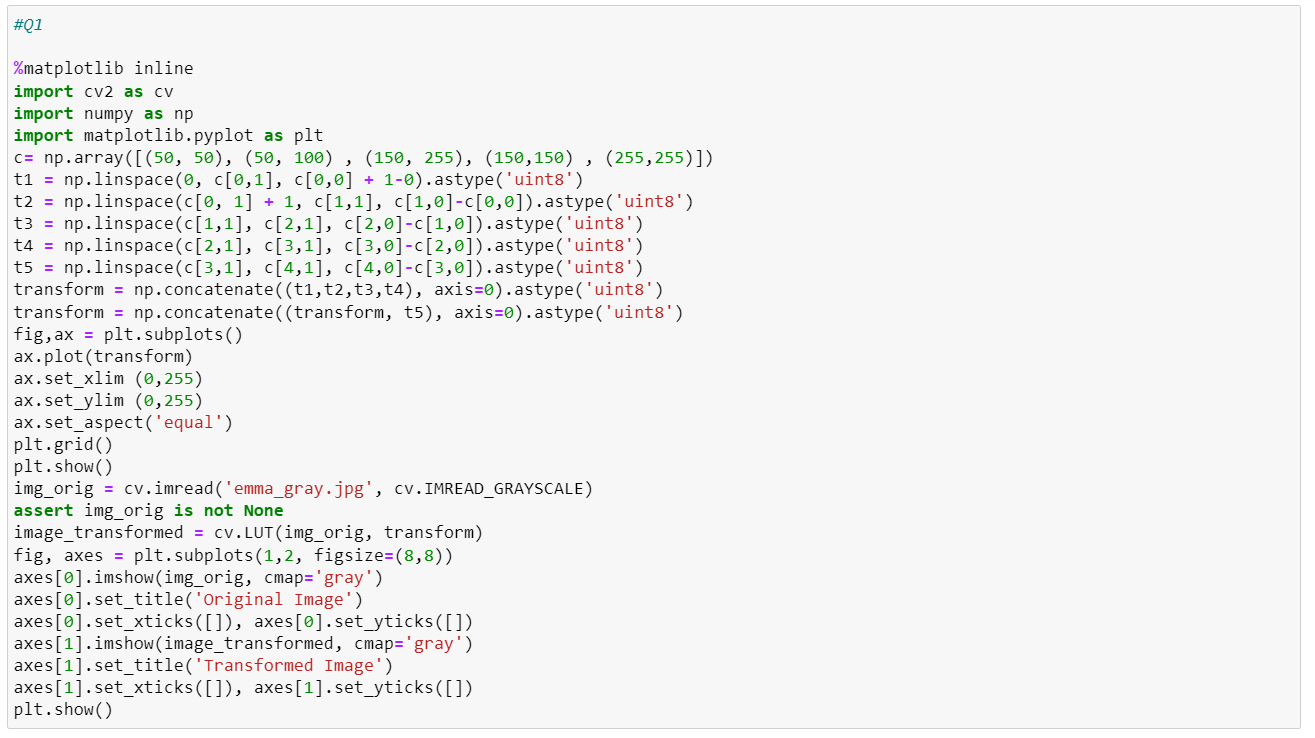 #Q1
%matplotlib inline
import cv2 as cv
import numpy as np
import matplotlib.pyplot as plt
c= np.array([(50, 50), (50, 100) , (150, 255), (150,150) , (255,255)])
t1 = np.linspace(0, c[0,1], c[0,0] + 1-0).astype('uint8')
t2 = np.linspace(c[0, 1] + 1, c[1,1], c[1,0]-c[0,0]).astype('uint8')
t3 = np.linspace(c[1,1], c[2,1], c[2,0]-c[1,0]).astype('uint8')
t4 = np.linspace(c[2,1], c[3,1], c[3,0]-c[2,0]).astype('uint8')
t5 = np.linspace(c[3,1], c[4,1], c[4,0]-c[3,0]).astype('uint8')
transform = np.concatenate((t1,t2,t3,t4), axis=0).astype('uint8')
transform = np.concatenate((transform, t5), axis=0).astype('uint8')
fig,ax = plt.subplots()
ax.plot(transform)
ax.set_xlim (0,255)
ax.set_ylim (0,255)
ax.set_aspect('equal')
plt.grid()
plt.show()
img_orig = cv.imread('emma_gray.jpg', cv.IMREAD_GRAYSCALE)
assert img_orig is not None
image_transformed = cv.LUT(img_orig, transform)
fig, axes = plt.subplots(1,2, figsize=(8,8))
axes[0].imshow(img_orig, cmap='gray')
axes[0].set_title('Original Image')
axes[0].set_xticks([]), axes[0].set_yticks([])
axes[1].imshow(image_transformed, cmap='gray')
axes[1].set_title('Transformed Image')
axes[1].set_xticks([]), axes[1].set_yticks([])
plt.show()